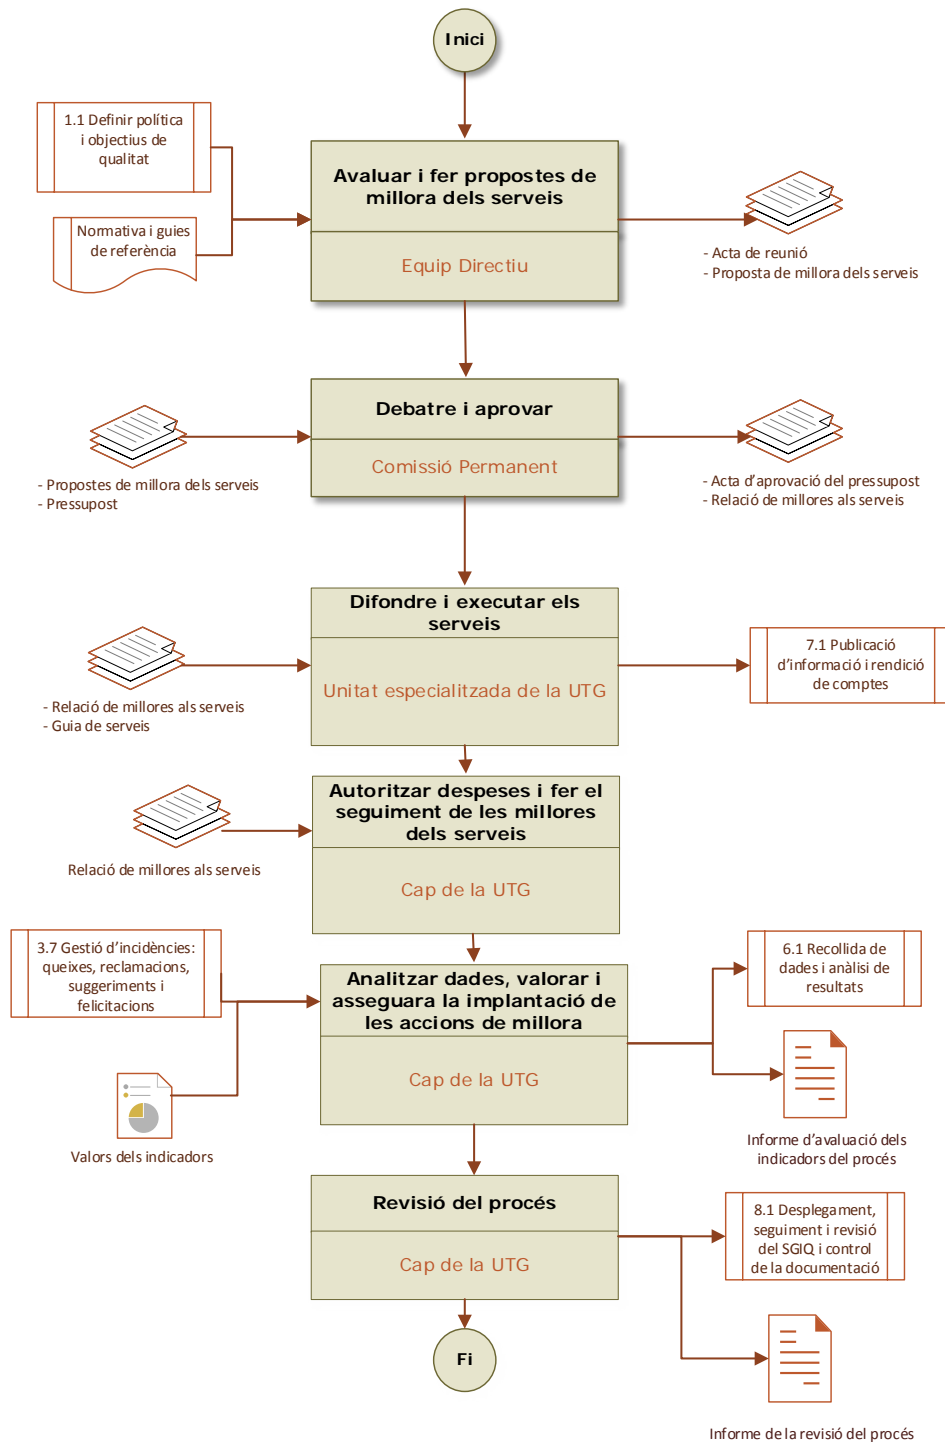 Inici
1.1 Definir política
i objectius de
qualitat
Normativa i guies
de referència
Avaluar i fer propostes de
millora dels serveis
Equip Directiu
- Acta de reunió
- Proposta de millora dels serveis
Debatre i aprovar
Comissió Permanent
- Propostes de millora dels serveis
- Pressupost
- Acta d’aprovació del pressupost
- Relació de millores als serveis
Difondre i executar els
serveis
Unitat especialitzada de la UTG
- Relació de millores als serveis
- Guia de serveis
7.1 Publicació
d’informació i rendició
de comptes
Autoritzar despeses i fer el
seguiment de les millores
dels serveis
Cap de la UTG
Relació de millores als serveis
3.7 Gestió d’incidències:
queixes, reclamacions,
suggeriments i
felicitacions
Analitzar dades, valorar i
asseguara la implantació de
les accions de millora
Cap de la UTG
Valors dels indicadors
6.1 Recollida de
dades i anàlisi de
resultats
Informe d’avaluació dels
indicadors del procés
Revisió del procés
Cap de la UTG
8.1 Desplegament,
seguiment i revisió
del SGIQ i control
de la documentació
Fi
Informe de la revisió del procés